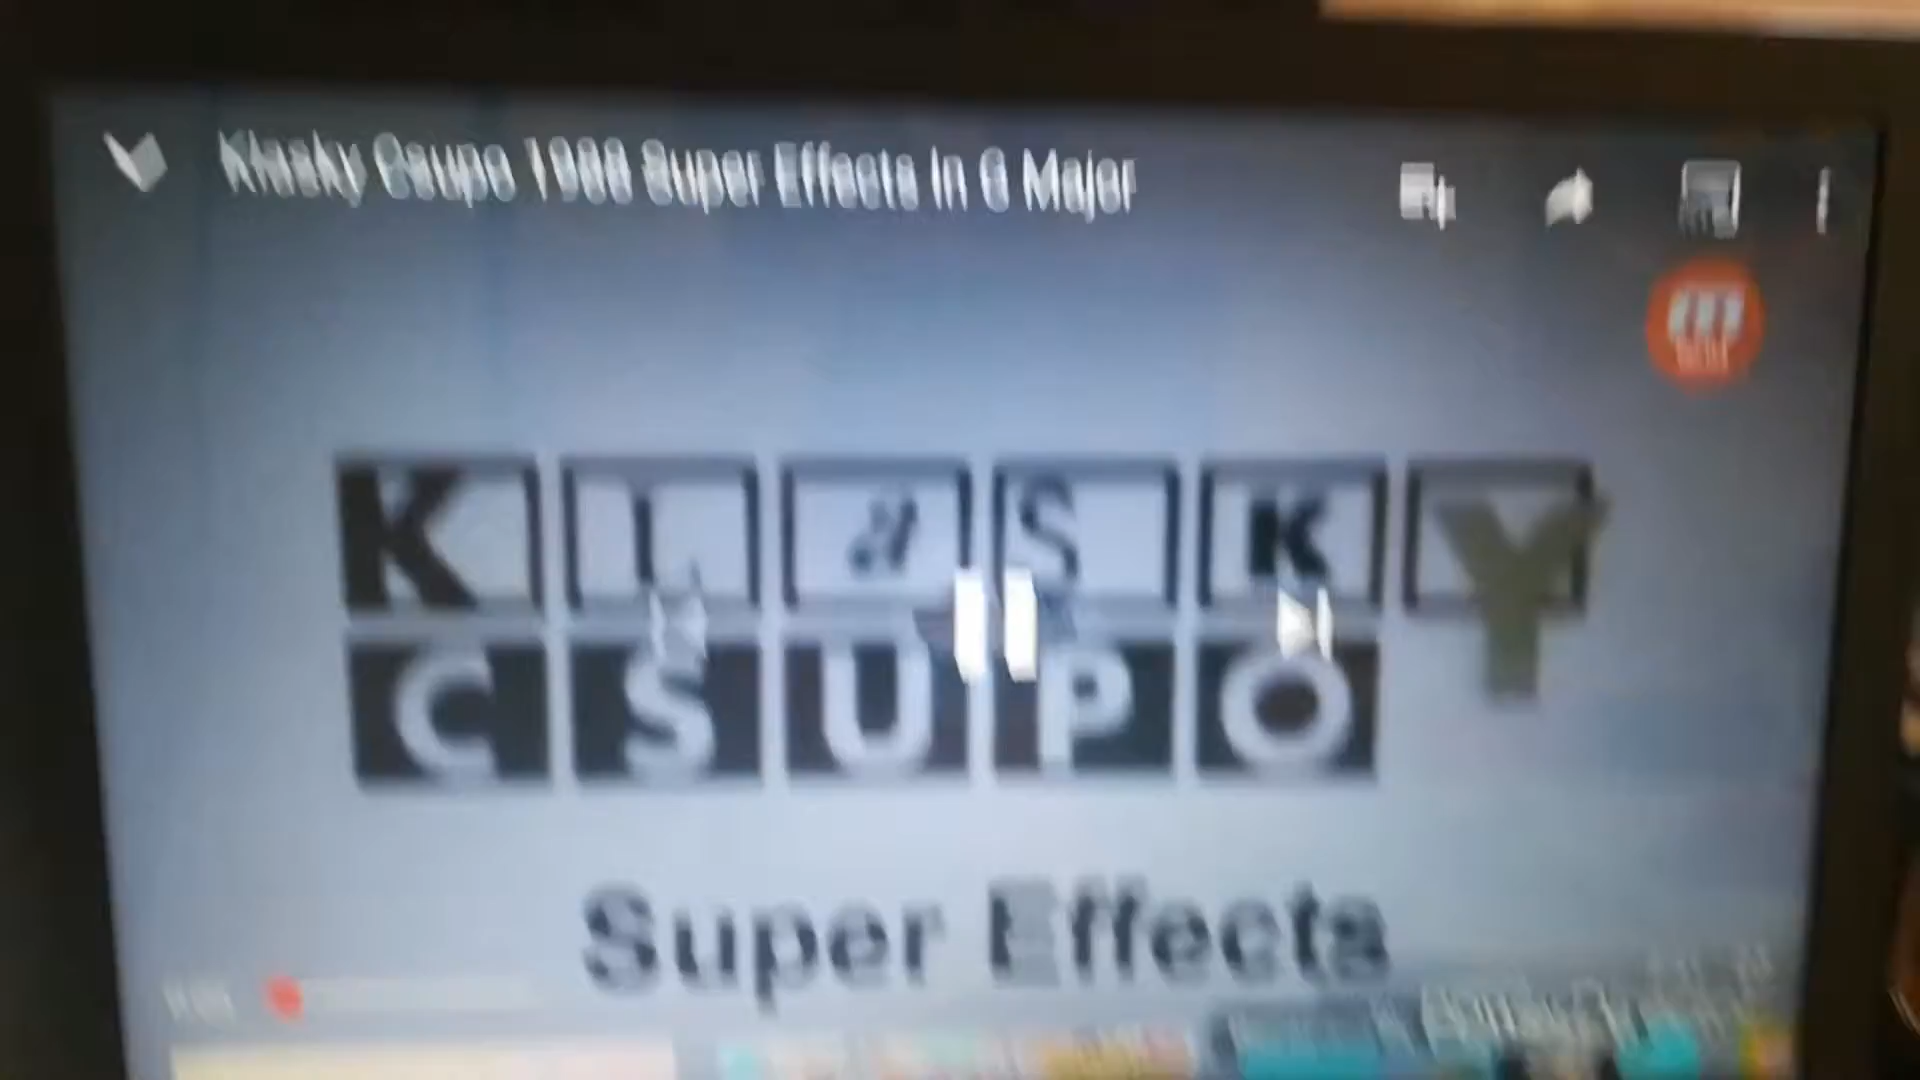 Klasky Csupo 1988 Super Effects In G Major
KLASKY
CSUPO
Super Effects